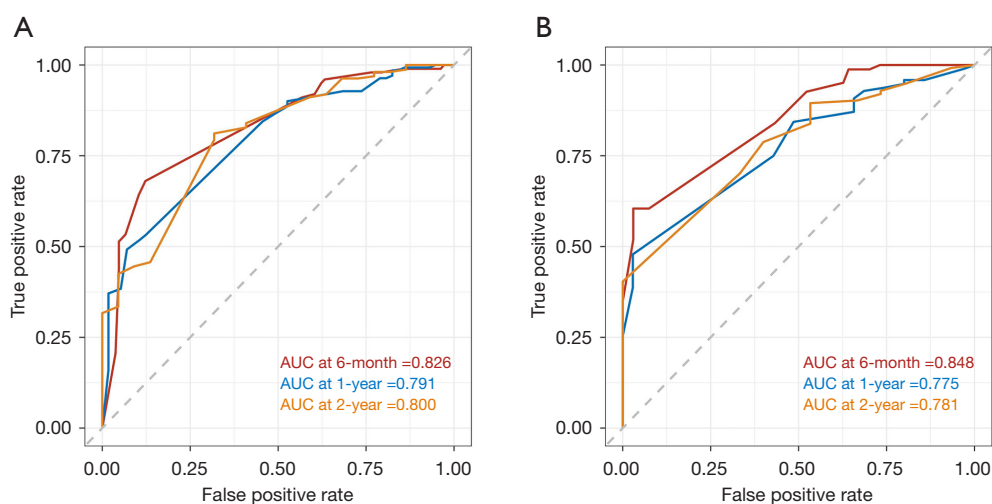 A
True positive rate
1.00
0.75
0.50
0.25
0.00
AUC at 6-month =0.826
AUC at 1-year =0.791
AUC at 2-year =0.800
0.00 0.25 0.50 0.75 1.00
False positive rate
B
True positive rate
1.00
0.75
0.50
0.25
0.00
AUC at 6-month =0.848
AUC at 1-year =0.775
AUC at 2-year =0.781
0.00 0.25 0.50 0.75 1.00
False positive rate